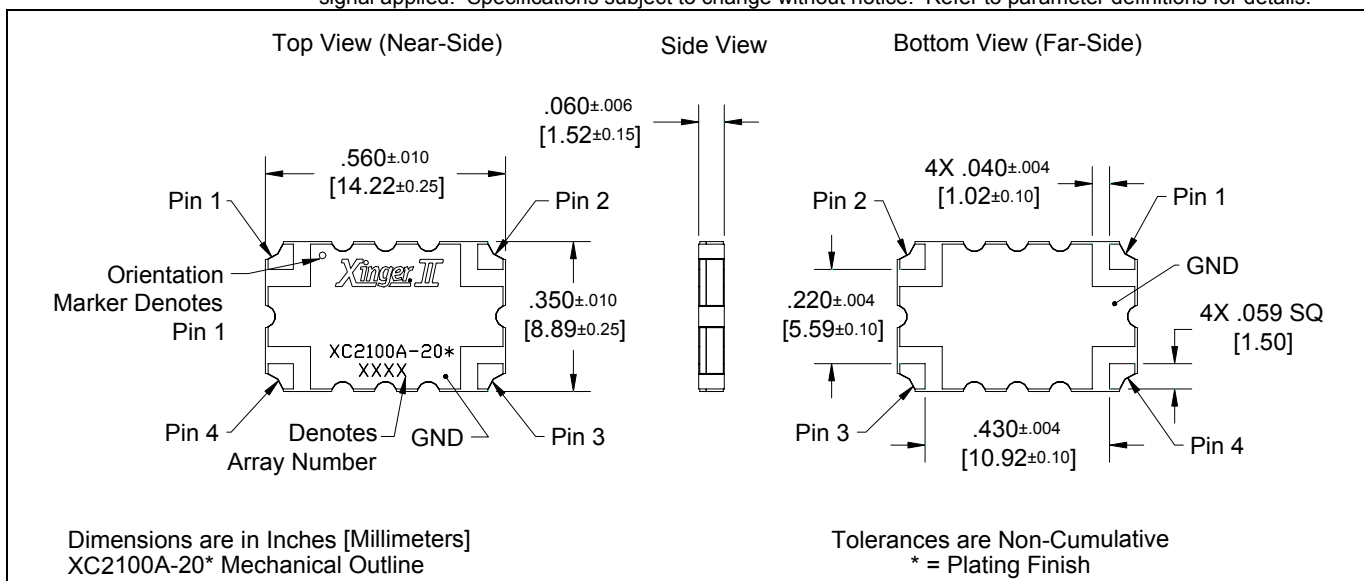 signal applied. Specifications subject to change without notice. Refer to parameter definitions for details.
Top View (Near-Side)
Side View
Bottom View (Far-Side)
.060±.006
[1.52±0.15]
.560±.010
[14.22±0.25]
4X .040±.004
[1.02±0.10]
Pin 1
Pin 2
Pin 2
Pin 1
Orientation
Marker Denotes
Pin 1
Xinger II
.350±.010
[8.89±0.25]
XC2100A-20*
XXXX
.220±.004
[5.59±0.10]
GND
4X .059 SQ
[1.50]
Pin 4
Denotes
Array Number
GND
Pin 3
Pin 3
.430±.004
[10.92±0.10]
Pin 4
Dimensions are in Inches [Millimeters]
XC2100A-20* Mechanical Outline
Tolerances are Non-Cumulative
* = Plating Finish